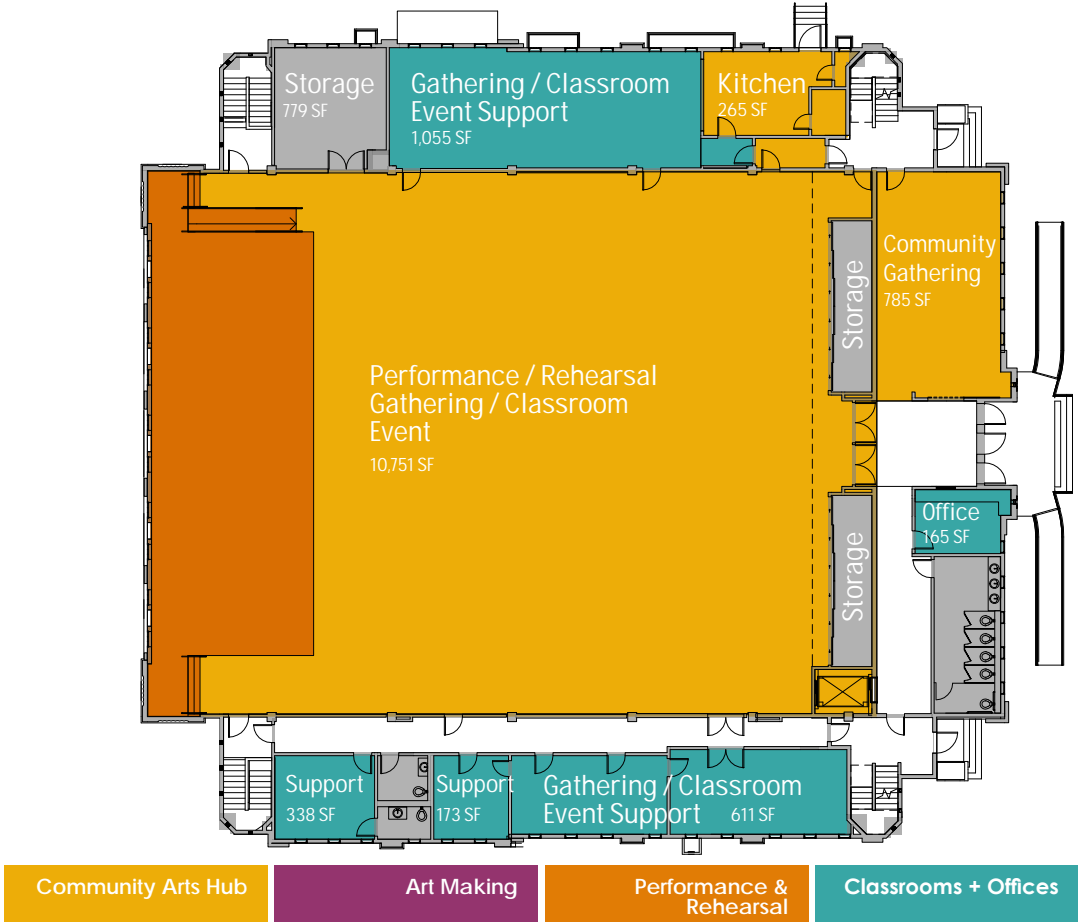 Storage
779 SF
Gathering / Classroom
Event Support
1,055 SF
Kitchen
265 SF
Community
Gathering
785 SF
Storage
Performance / Rehearsal
Gathering / Classroom
Event
10,751 SF
Office
165 SF
Storage
Support
338 SF
Support
173 SF
Gathering / Classroom
Event Support
611 SF
Community Arts Hub
Art Making
Performance &
Rehearsal
Classrooms + Offices